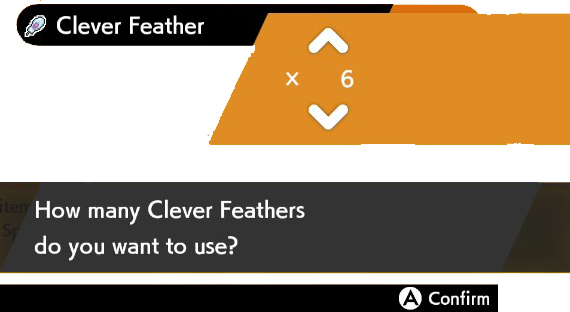 Clever Feather
× 6
How many Clever Feathers
do you want to use?
A Confirm